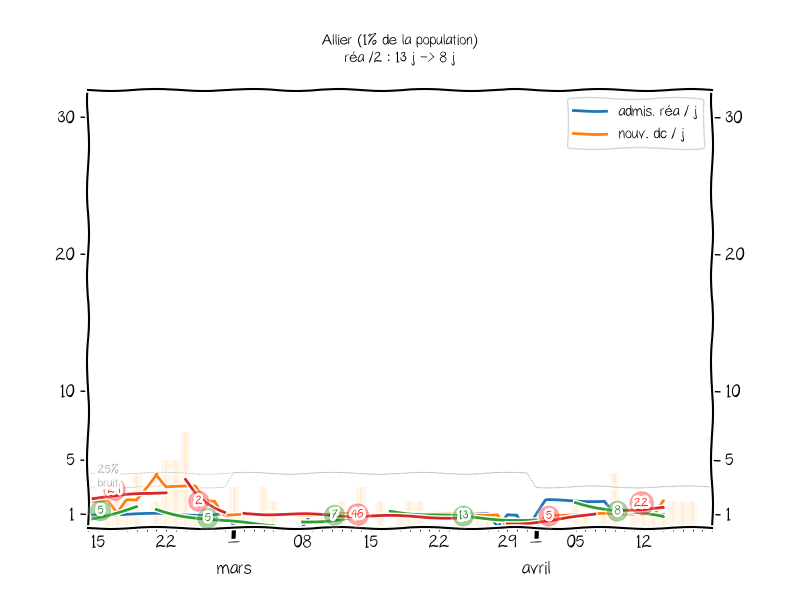 Allier (1% de la population)
réa /2 : 13 j -> 8 j
30 30
admis. réa / j
nouv. dc / j
20 20
10 10
5 5
25%
bruit
5 2 5 7 46 13 5 8 22
1 1
15 22 08 15 22 29 05 12
mars avril